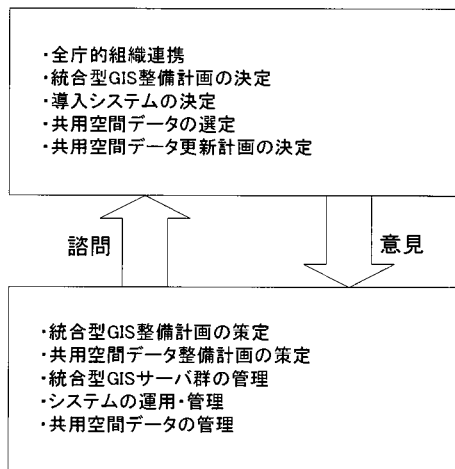 ・全庁的組織連携
・統合型GIS整備計画の決定
・導入システムの決定
・共用空間データの選定
・共用空間データ更新計画の決定
諮問
意見
・統合型GIS整備計画の策定
・共用空間データ整備計画の策定
・統合型GISサーバ群の管理
・システムの運用・管理
・共用空間データの管理